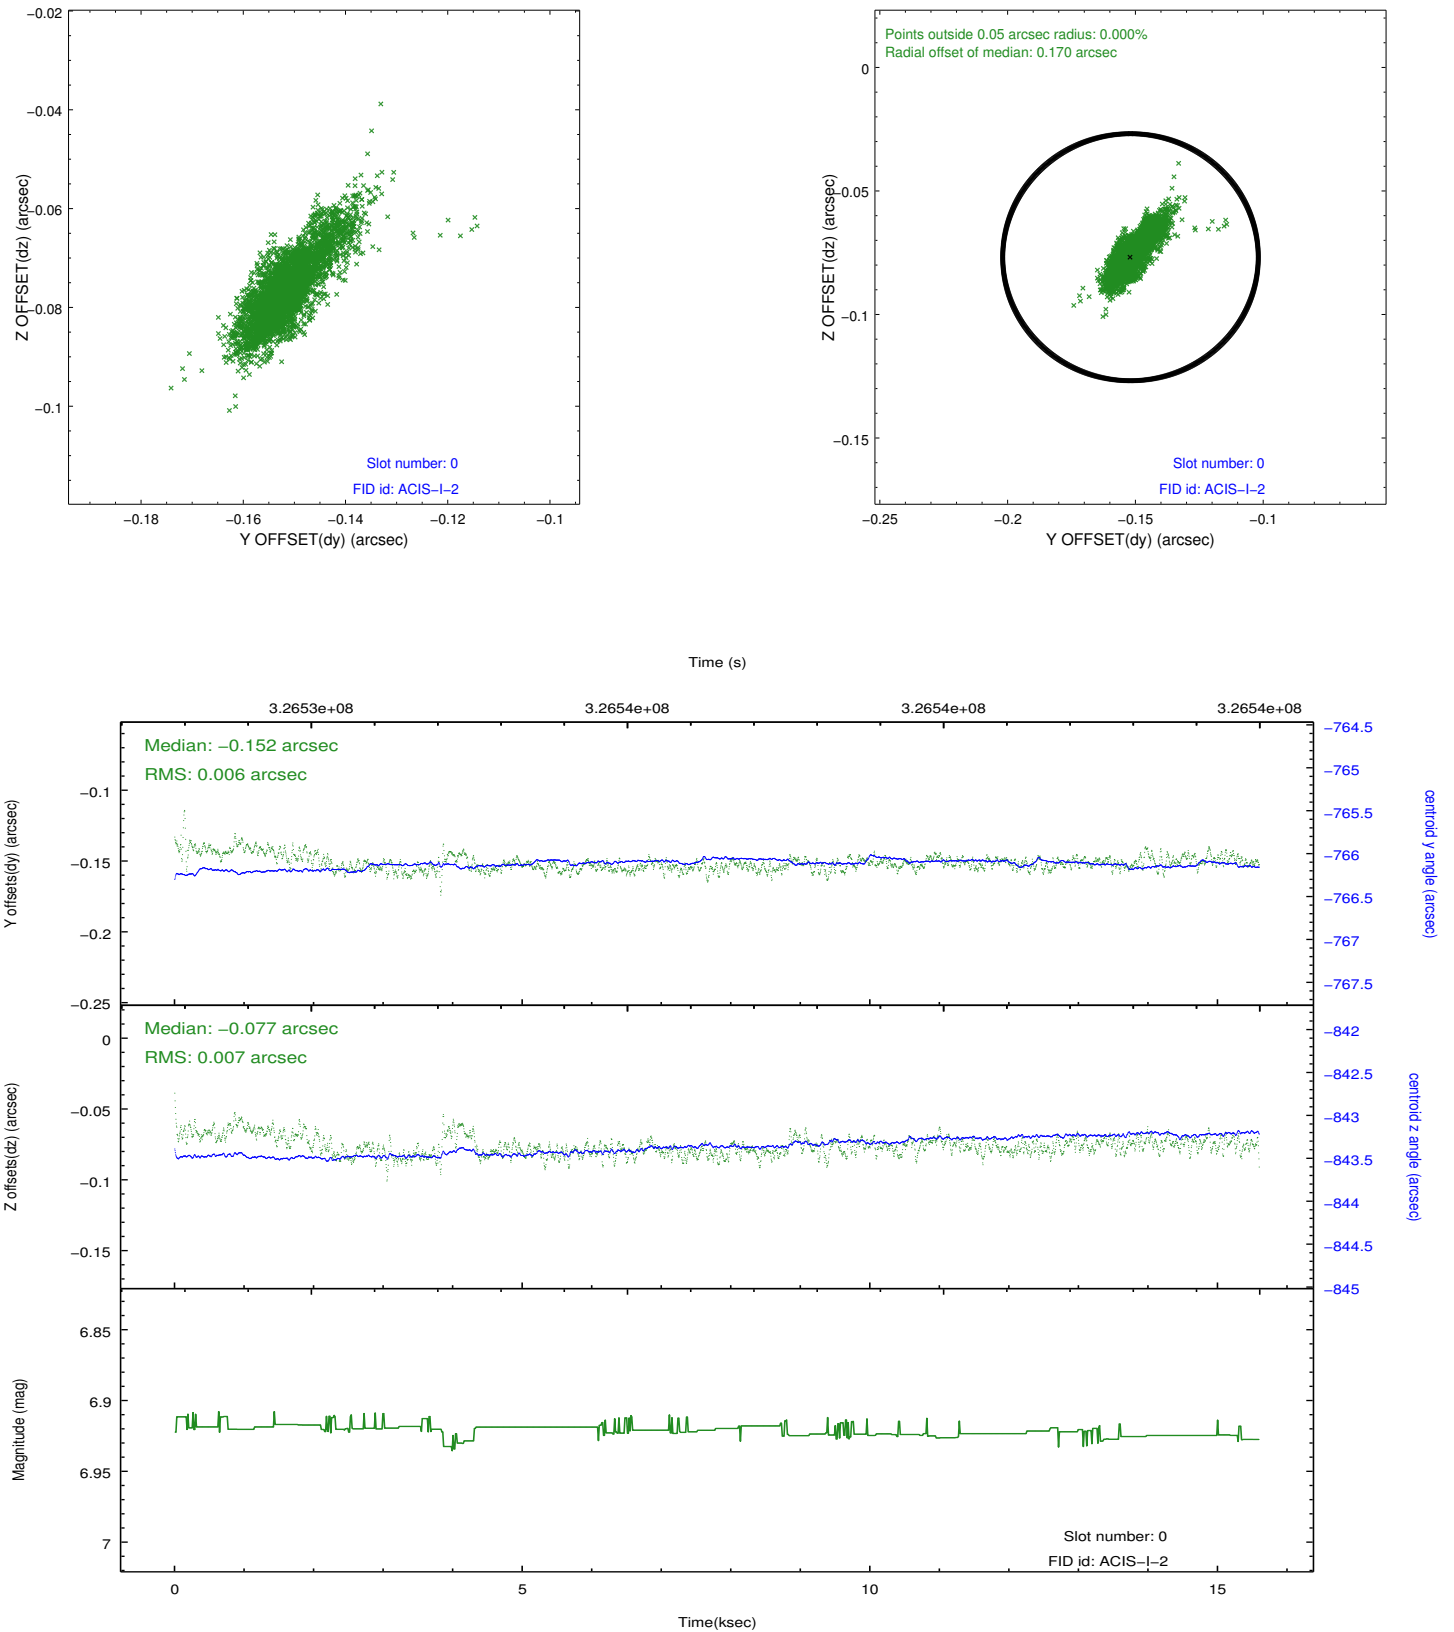 −0.02
−0.04
−0.06
−0.08
−0.1
Z OFFSET(dz) (arcsec)
Slot number: 0
FID id: ACIS−I−2
−0.18
−0.16
−0.14
−0.12
−0.1
Y OFFSET(dy) (arcsec)
Points outside 0.05 arcsec radius: 0.000%
Radial offset of median: 0.170 arcsec
0
−0.05
−0.1
−0.15
Z OFFSET(dz) (arcsec)
Slot number: 0
FID id: ACIS−I−2
−0.25
−0.2
−0.15
−0.1
Y OFFSET(dy) (arcsec)
Time (s)
3.2653e+08
3.2654e+08
3.2654e+08
3.2654e+08
Median: −0.152 arcsec
RMS: 0.006 arcsec
−0.1
−0.15
−0.2
−0.25
Y offsets(dy) (arcsec)
−764.5
−765
−765.5
−766
−766.5
−767
−767.5
centroid y angle (arcsec)
Median: −0.077 arcsec
RMS: 0.007 arcsec
0
−0.05
−0.1
−0.15
Z offsets(dz) (arcsec)
−842
−842.5
−843
−843.5
−844
−844.5
−845
centroid z angle (arcsec)
6.85
6.9
6.95
7
Magnitude (mag)
Slot number: 0
FID id: ACIS−I−2
0
5
10
15
Time(ksec)